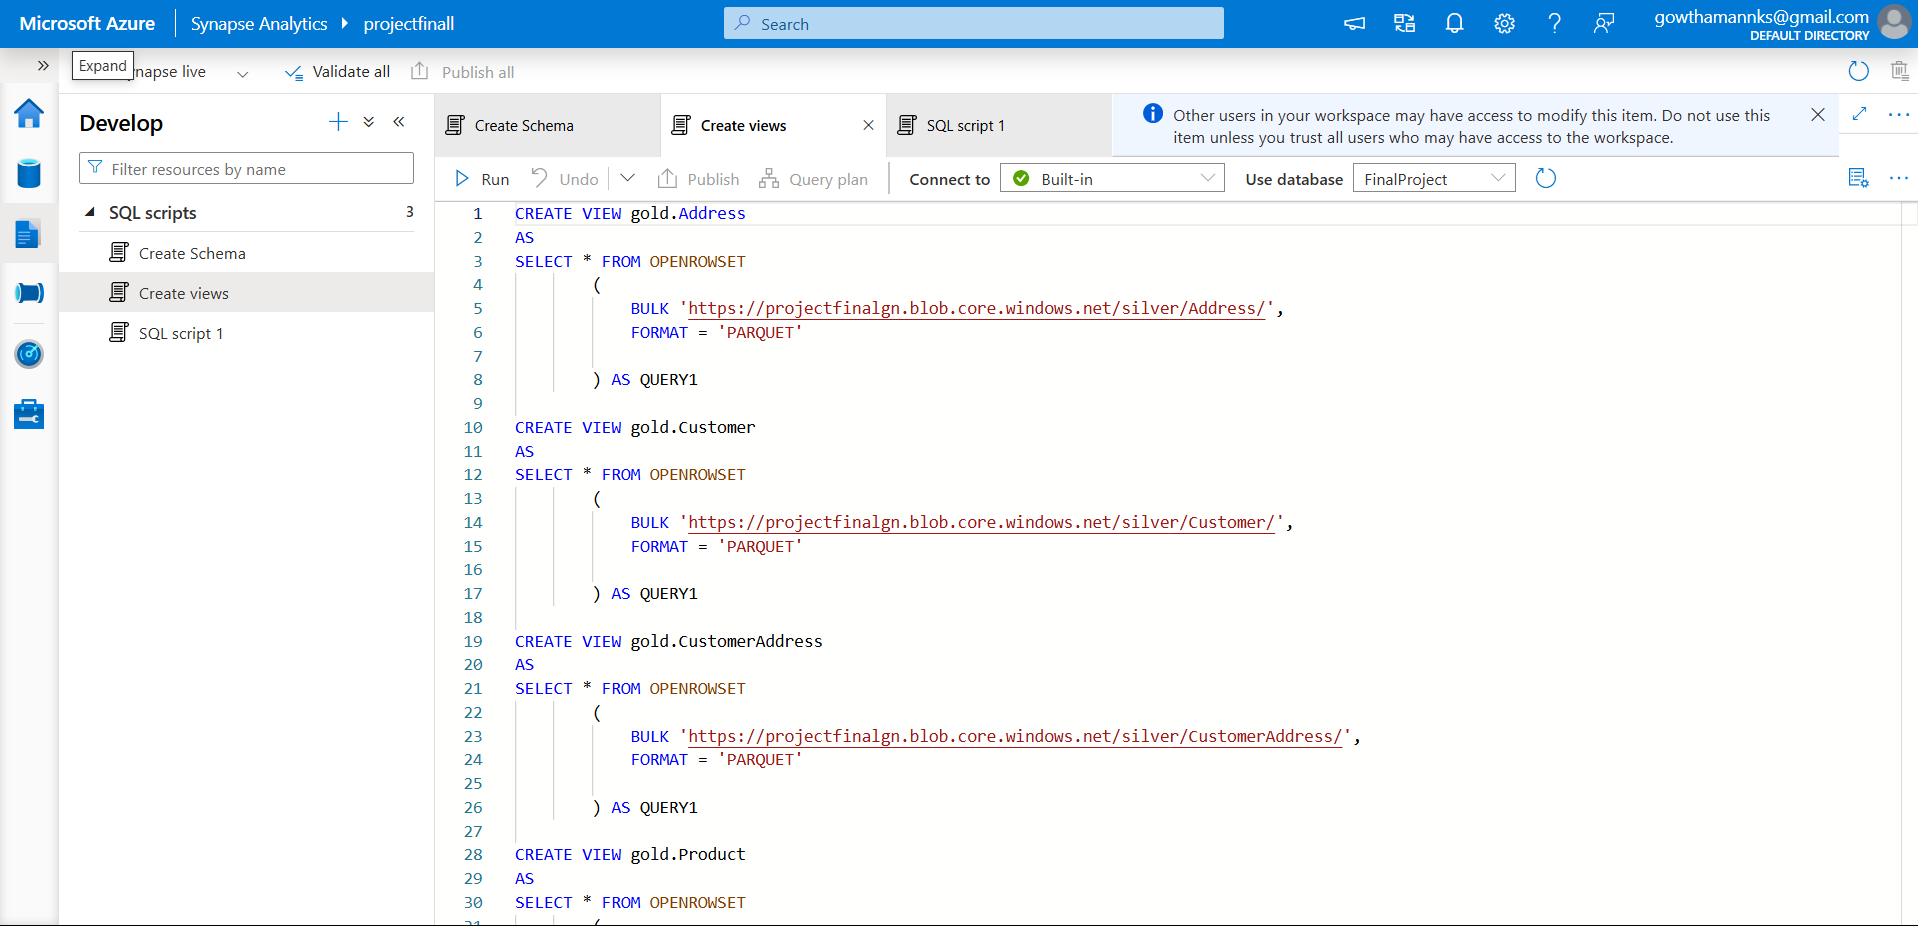 Microsoft Azure Synapse Analytics projectfinall Search gowthamannks@gmail.com
DEFAULT DIRECTORY
Expand
napse live Validate all Publish all
Develop
Filter resources by name
SQL scripts 3
Create Schema
Create views
SQL script 1
Create Schema Create views SQL script 1
Other users in your workspace may have access to modify this item. Do not use this
item unless you trust all users who may have access to the workspace.
Run Undo Publish Query plan Connect to Built-in Use database FinalProject
1 CREATE VIEW gold.Address
2 AS
3 SELECT * FROM OPENROWSET
4 (
5 BULK 'https://projectfinalgn.blob.core.windows.net/silver/Address/',
6 FORMAT = 'PARQUET'
7
8 ) AS QUERY1
9
10 CREATE VIEW gold.Customer
11 AS
12 SELECT * FROM OPENROWSET
13 (
14 BULK 'https://projectfinalgn.blob.core.windows.net/silver/Customer/',
15 FORMAT = 'PARQUET'
16
17 ) AS QUERY1
18
19 CREATE VIEW gold.CustomerAddress
20 AS
21 SELECT * FROM OPENROWSET
22 (
23 BULK 'https://projectfinalgn.blob.core.windows.net/silver/CustomerAddress/',
24 FORMAT = 'PARQUET'
25
26 ) AS QUERY1
27
28 CREATE VIEW gold.Product
29 AS
30 SELECT * FROM OPENROWSET